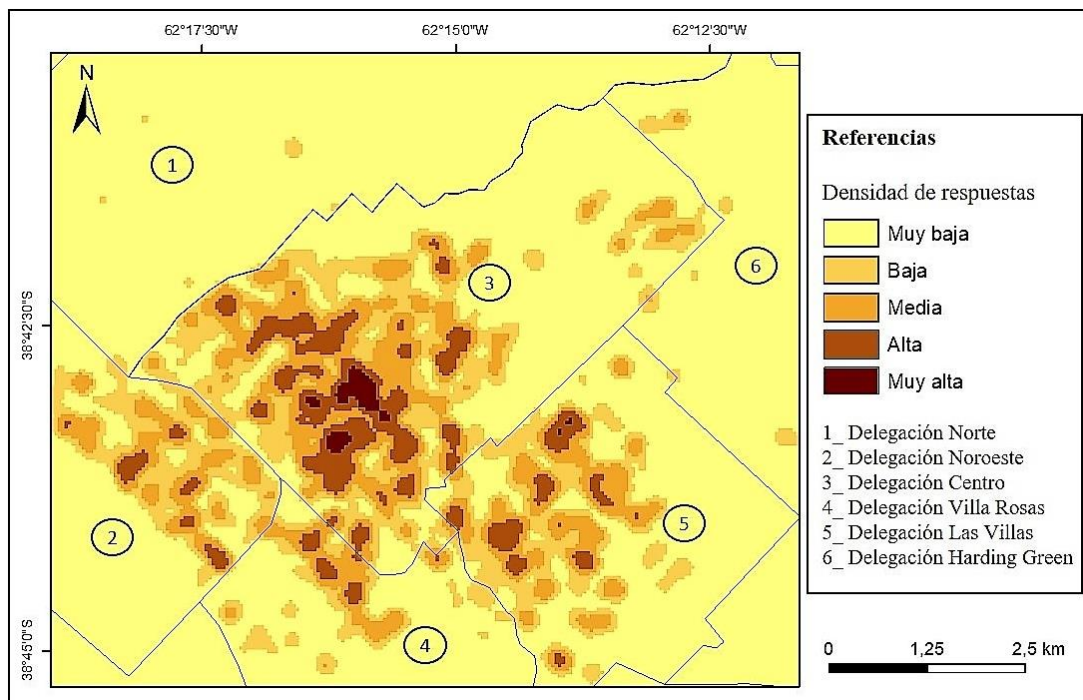 62°17'30"W
62°15'0"W
62°12'30"W
N
38°42'30"S
38°45'0"S
1
2
3
4
5
6
Referencias
Densidad de respuestas
Muy baja
Baja
Media
Alta
Muy alta
1_ Delegación Norte
2_ Delegación Noroeste
3_ Delegación Centro
4_ Delegación Villa Rosas
5_ Delegación Las Villas
6_ Delegación Harding Green
0 1,25 2,5 km